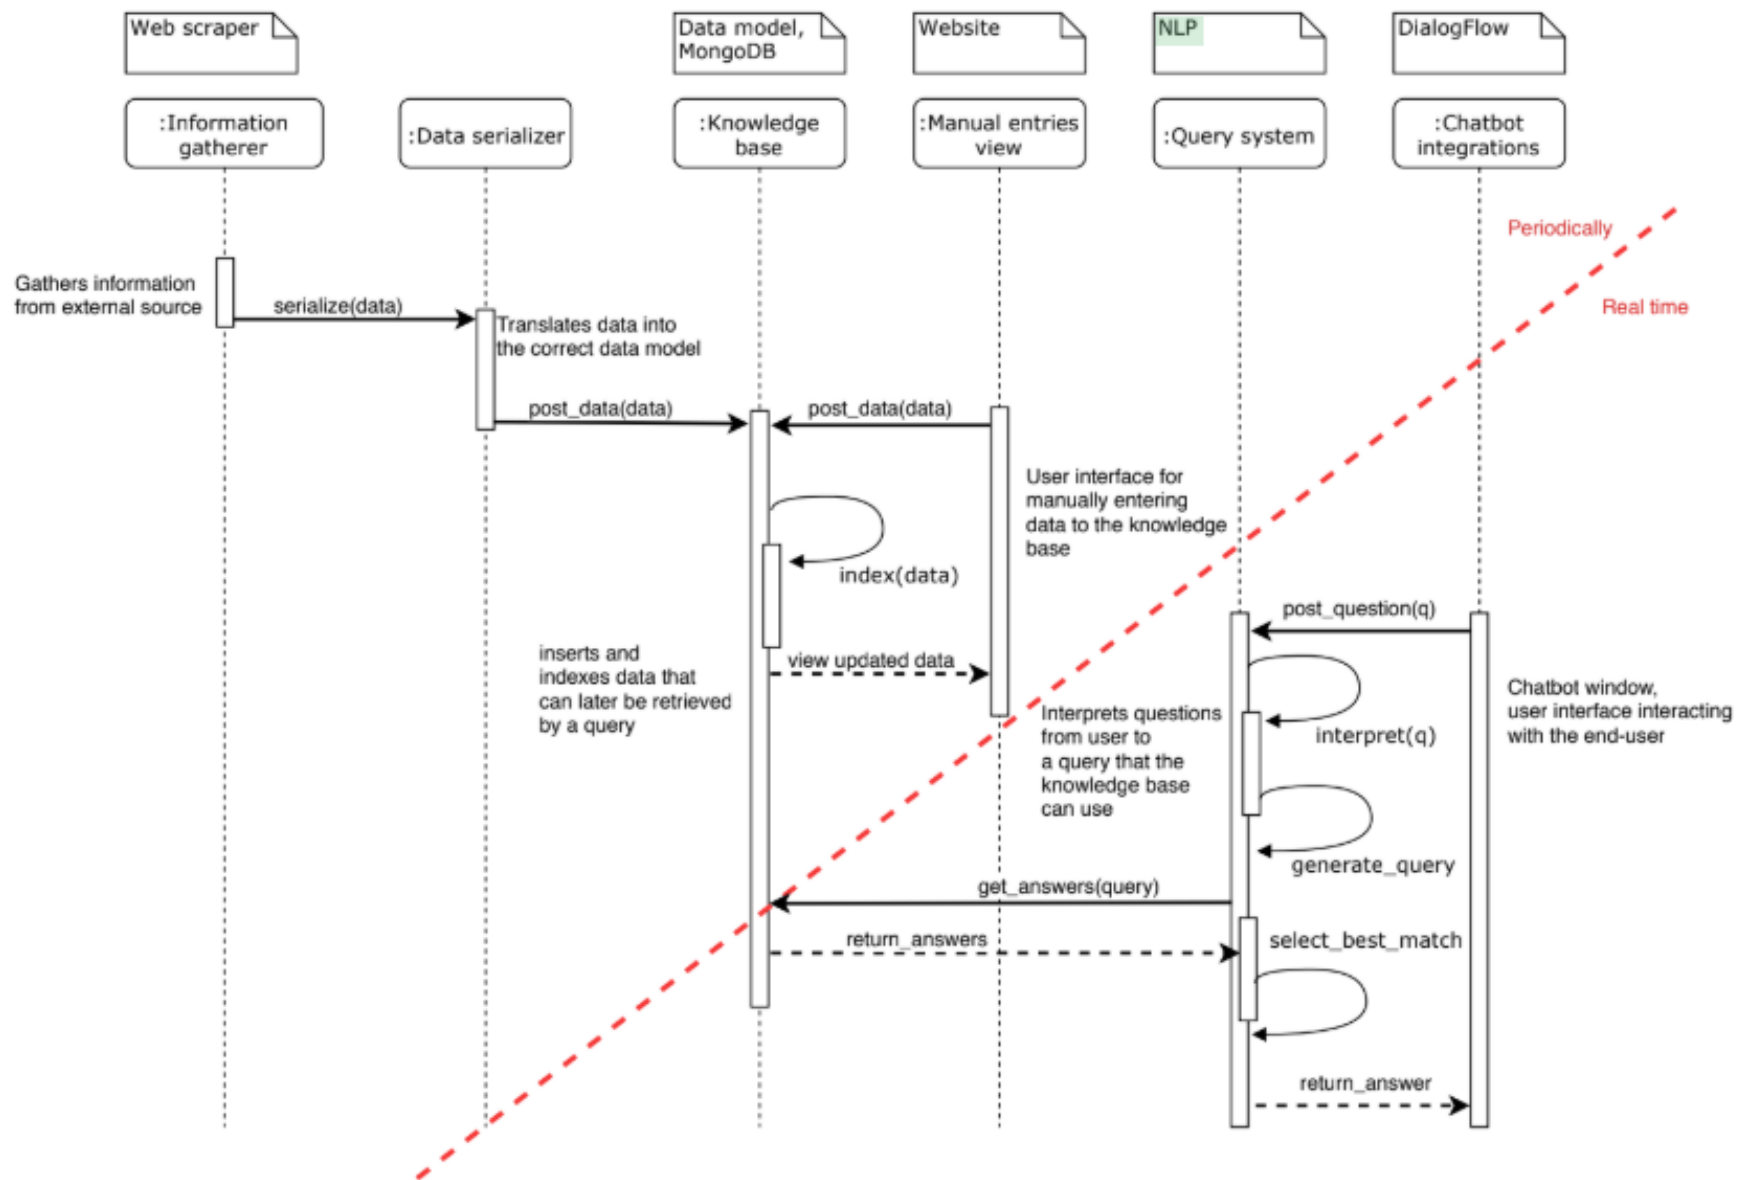 Web scraper
Data model,
MongoDB
Website
NLP
DialogFlow
:Information
gatherer
:Data serializer
:Knowledge
base
:Manual entries
view
:Query system
:Chatbot
integrations
Periodically
Real time
Gathers information
from external source
serialize(data)
Translates data into
the correct data model
post_data(data)
post_data(data)
User interface for
manually entering
data to the knowledge
base
index(data)
post_question(q)
inserts and
indexes data that
can later be retrieved
by a query
view updated data
Interprets questions
from user to
a query that the
knowledge base
can use
interpret(q)
Chatbot window,
user interface interacting
with the end-user
generate_query
get_answers(query)
return_answers
select_best_match
return_answer